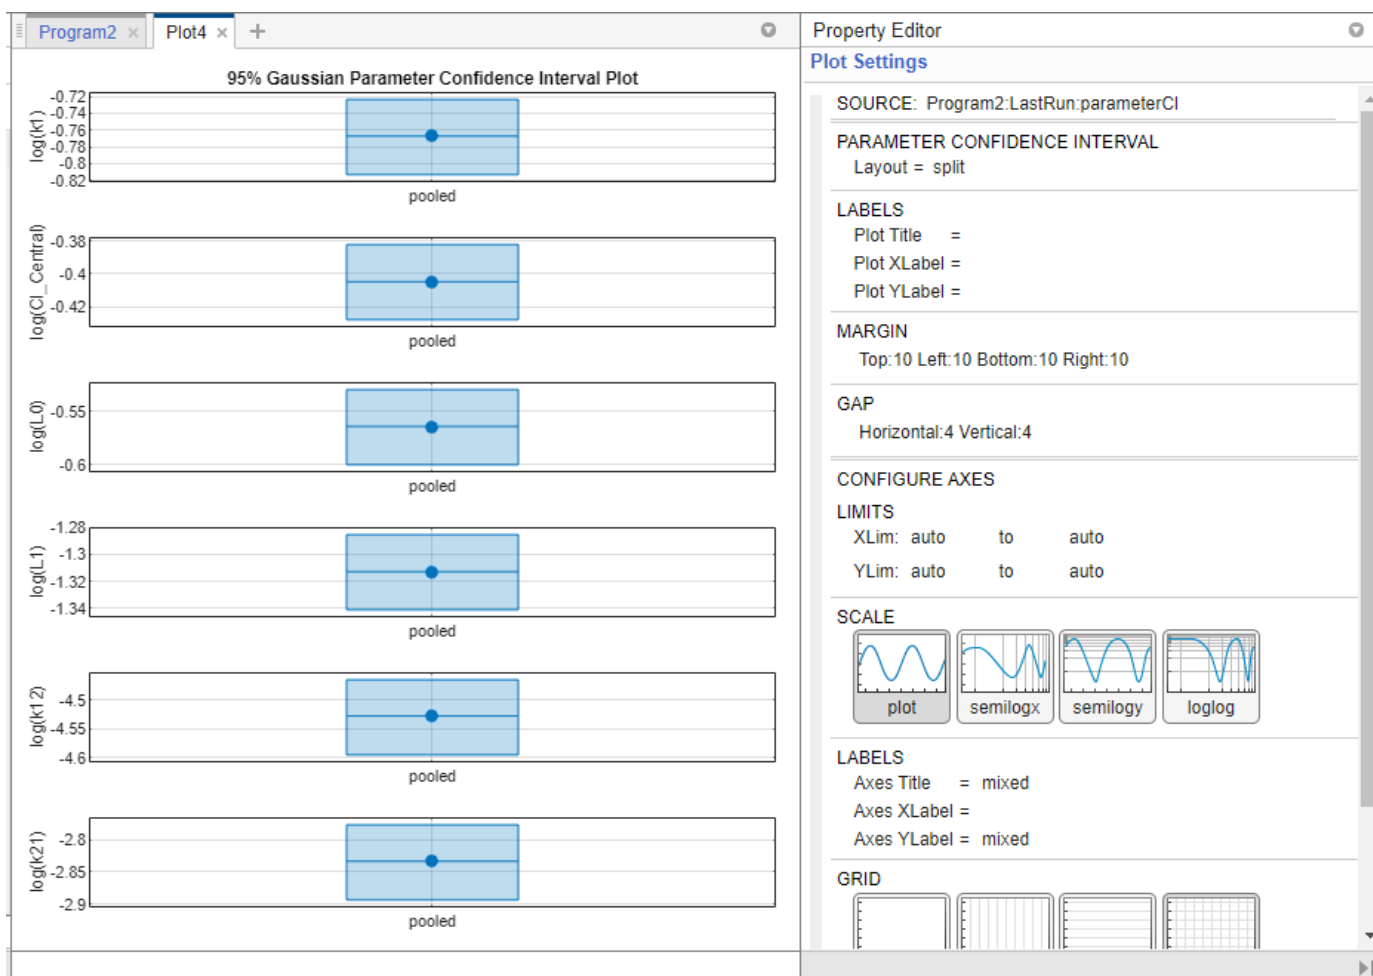 Program2 × Plot4 × +
95% Gaussian Parameter Confidence Interval Plot
log(k1)
-0.72
-0.74
-0.76
-0.78
-0.8
-0.82
pooled
log(Cl_Central)
-0.38
-0.4
-0.42
pooled
log(L0)
-0.55
-0.6
pooled
log(L1)
-1.28
-1.3
-1.32
-1.34
pooled
log(k12)
-4.5
-4.55
-4.6
pooled
log(k21)
-2.8
-2.85
-2.9
pooled
Property Editor
Plot Settings
SOURCE: Program2:LastRun:parameterCI
PARAMETER CONFIDENCE INTERVAL
Layout = split
LABELS
Plot Title =
Plot XLabel =
Plot YLabel =
MARGIN
Top:10 Left:10 Bottom:10 Right:10
GAP
Horizontal:4 Vertical:4
CONFIGURE AXES
LIMITS
XLim: auto to auto
YLim: auto to auto
SCALE
plot semilogx semilogy loglog
LABELS
Axes Title = mixed
Axes XLabel =
Axes YLabel = mixed
GRID